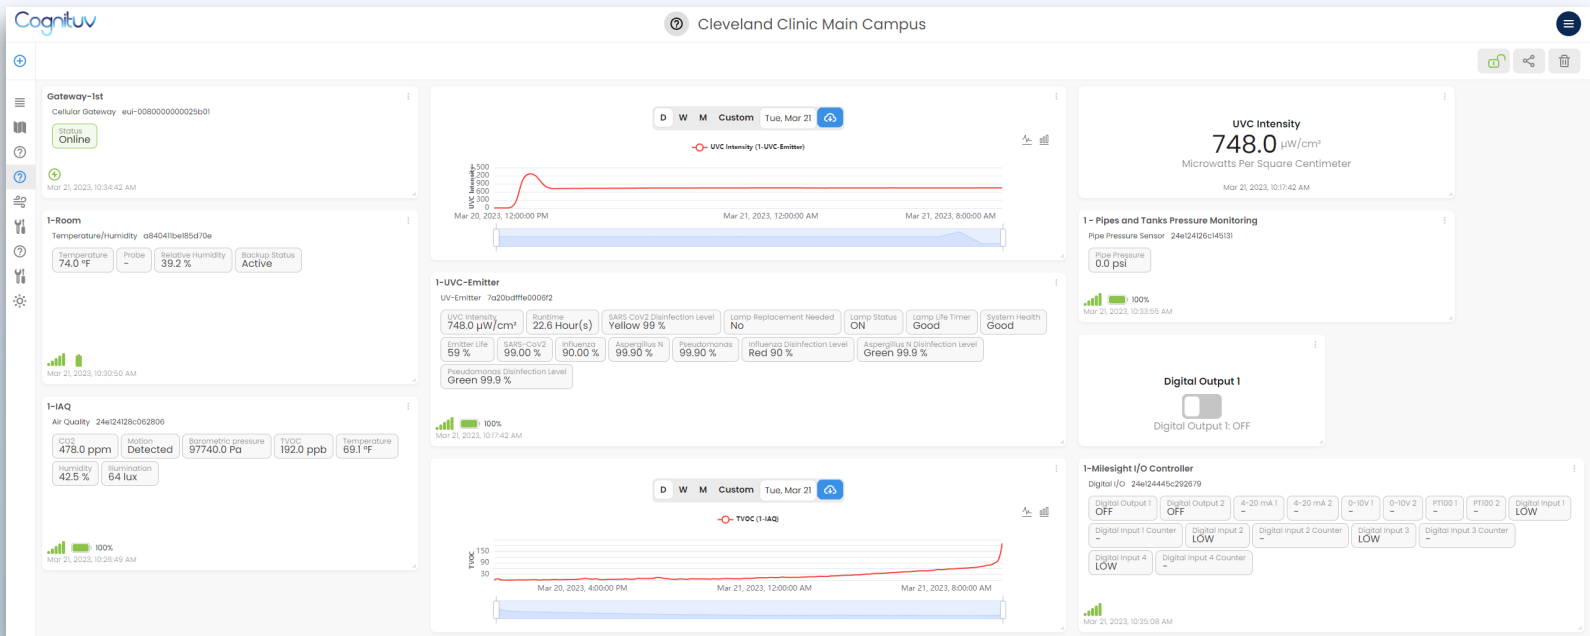 Cognituv
Cleveland Clinic Main Campus
Gateway-1st
Cellular Gateway eui-0080000000025b01
Status
Online
Mar 21, 2023, 10:34:42 AM
1-Room
Temperature/Humidity a840411be185d70e
Temperature Probe Relative Humidity Backup Status
74.0 °F - 39.2 % Active
Mar 21, 2023, 10:30:50 AM
1-IAQ
Air Quality 24e124128c062806
CO2 Motion Barometric pressure TVOC Temperature
478.0 ppm Detected 97740.0 Pa 192.0 ppb 69.1 °F
Humidity Illumination
42.5 % 64 lux
100%
Mar 21, 2023, 10:26:49 AM
D W M Custom Tue, Mar 21
UVC Intensity (1-UVC-Emitter)
UVC Intensity
1,500
1,200
900
600
300
0
Mar 20, 2023, 12:00:00 PM Mar 21, 2023, 12:00:00 AM Mar 21, 2023, 8:00:00 AM
1-UVC-Emitter
UV-Emitter 7a20bdfffe0006f2
UVC Intensity Runtime SARS CoV2 Disinfection Level Lamp Replacement Needed Lamp Status Lamp Life Timer System Health
748.0 µW/cm² 22.6 Hour(s) Yellow 99 % No ON Good Good
Emitter Life SARS-CoV2 Influenza Aspergilius N Pseudomonas Influenza Disinfection Level Aspergilius N Disinfection Level
59 % 99.00 % 90.00 % 99.90 % 99.90 % Red 90 % Green 99.9 %
Pseudomonas Disinfection Level
Green 99.9 %
100%
Mar 21, 2023, 10:17:42 AM
D W M Custom Tue, Mar 21
TVOC (1-IAQ)
TVOC
150
90
30
Mar 20, 2023, 4:00:00 PM Mar 21, 2023, 12:00:00 AM Mar 21, 2023, 8:00:00 AM
UVC Intensity
748.0 µW/cm²
Microwatts Per Square Centimeter
Mar 21, 2023, 10:17:42 AM
1 - Pipes and Tanks Pressure Monitoring
Pipe Pressure Sensor 24e124126c145131
Pipe Pressure
0.0 psi
100%
Mar 21, 2023, 10:33:55 AM
Digital Output 1
Digital Output 1: OFF
1-Milesight I/O Controller
Digital I/O 24e124445c292679
Digital Output 1 Digital Output 2 4-20 mA 1 4-20 mA 2 0-10V 1 0-10V 2 PT100 1 PT100 2 Digital Input 1
OFF OFF - - - - - - LOW
Digital Input 1 Counter Digital Input 2 Digital Input 2 Counter Digital Input 3 Digital Input 3 Counter
- LOW - LOW -
Digital Input 4 Digital Input 4 Counter
LOW -
Mar 21, 2023, 10:35:08 AM